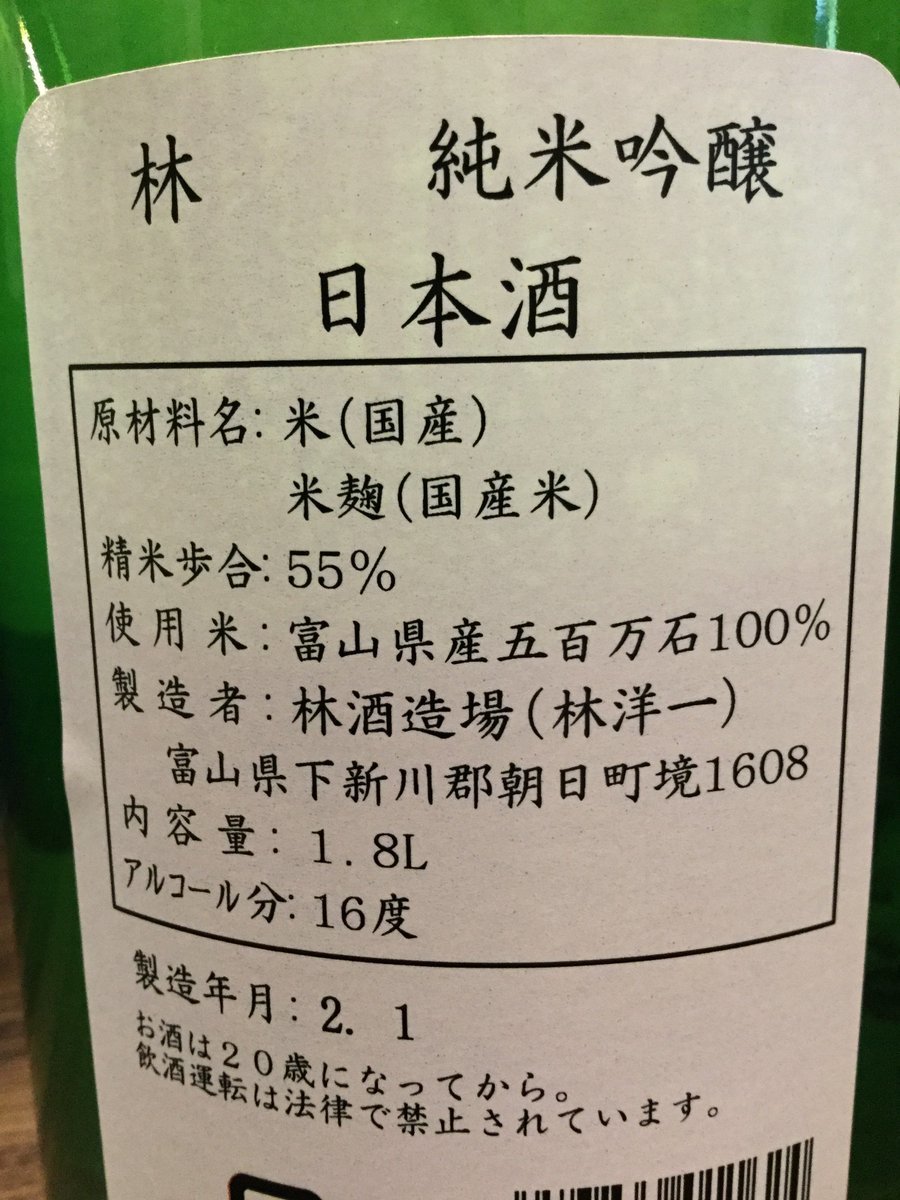 林 純米吟醸
日本酒
原材料名:米(国産)
米麹(国産米)
精米歩合:55%
使用米:富山県産五百万石100%
製造者:林酒造場(林洋一)
富山県下新川郡朝日町境1608
内容量:1.8L
アルコール分:16度
製造年月:2.1
お酒は20歳になってから。
飲酒運転は法律で禁止されています。